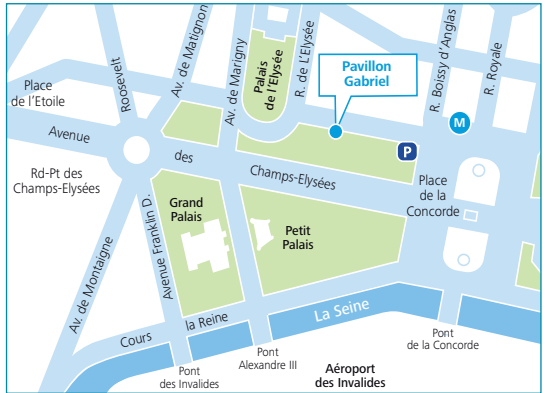 Roosevelt
Av. de Matignon
Av. de Marigny
Palais
de l'Elysée
R. de L'Elysée
Pavillon
Gabriel
R. Boissy d'Anglas
R. Royale
Place
de l'Etoile
M
P
Avenue
des
Champs-Elysées
Rd-Pt des
Champs-Elysées
Place
de la
Concorde
Grand
Palais
Petit
Palais
Avenue Franklin D.
Av. de Montaigne
Cours
la Reine
La Seine
Pont
des Invalides
Pont
Alexandre III
Aéroport
des Invalides
Pont
de la Concorde